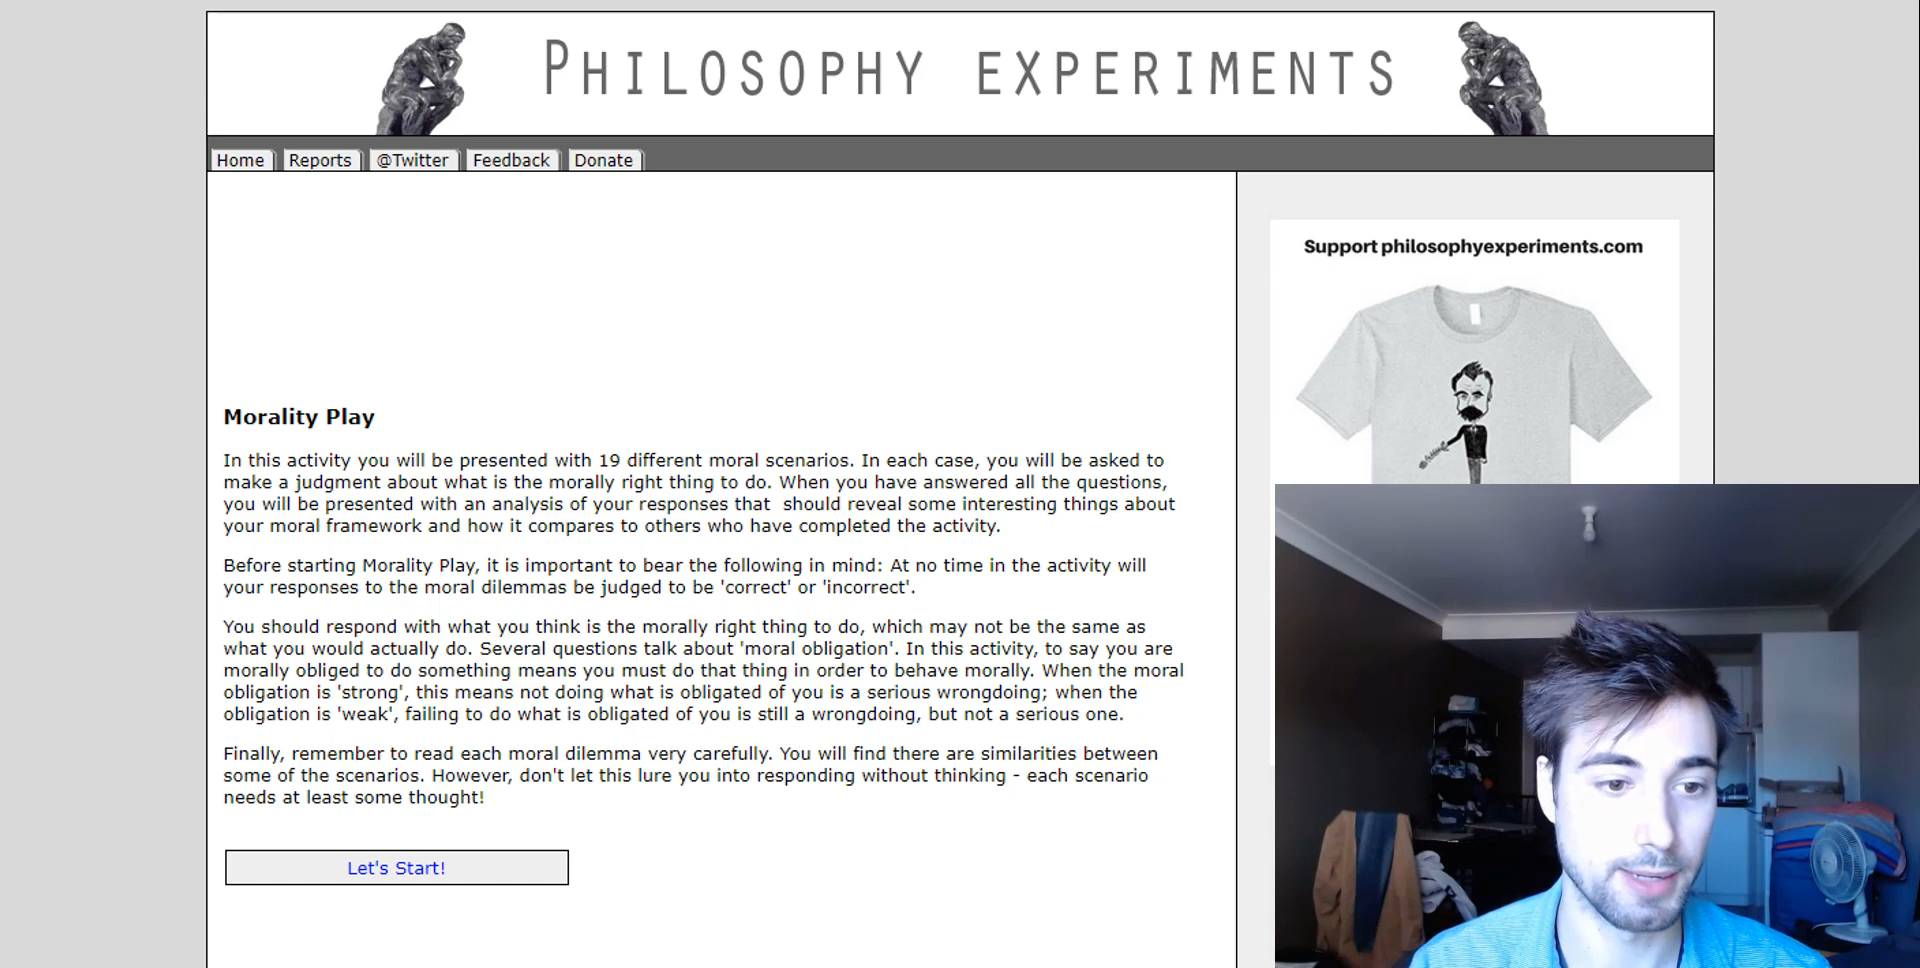 PHILOSOPHY EXPERIMENTS
Home
Reports
@Twitter
Feedback
Donate
Support philosophyexperiments.com
Morality Play
In this activity you will be presented with 19 different moral scenarios. In each case, you will be asked to
make a judgment about what is the morally right thing to do. When you have answered all the questions,
you will be presented with an analysis of your responses that  should reveal some interesting things about
your moral framework and how it compares to others who have completed the activity.
Before starting Morality Play, it is important to bear the following in mind: At no time in the activity will
your responses to the moral dilemmas be judged to be 'correct' or 'incorrect'.
You should respond with what you think is the morally right thing to do, which may not be the same as
what you would actually do. Several questions talk about 'moral obligation'. In this activity, to say you are
morally obliged to do something means you must do that thing in order to behave morally. When the moral
obligation is 'strong', this means not doing what is obligated of you is a serious wrongdoing; when the
obligation is 'weak', failing to do what is obligated of you is still a wrongdoing, but not a serious one.
Finally, remember to read each moral dilemma very carefully. You will find there are similarities between
some of the scenarios. However, don't let this lure you into responding without thinking - each scenario
needs at least some thought!
Let's Start!